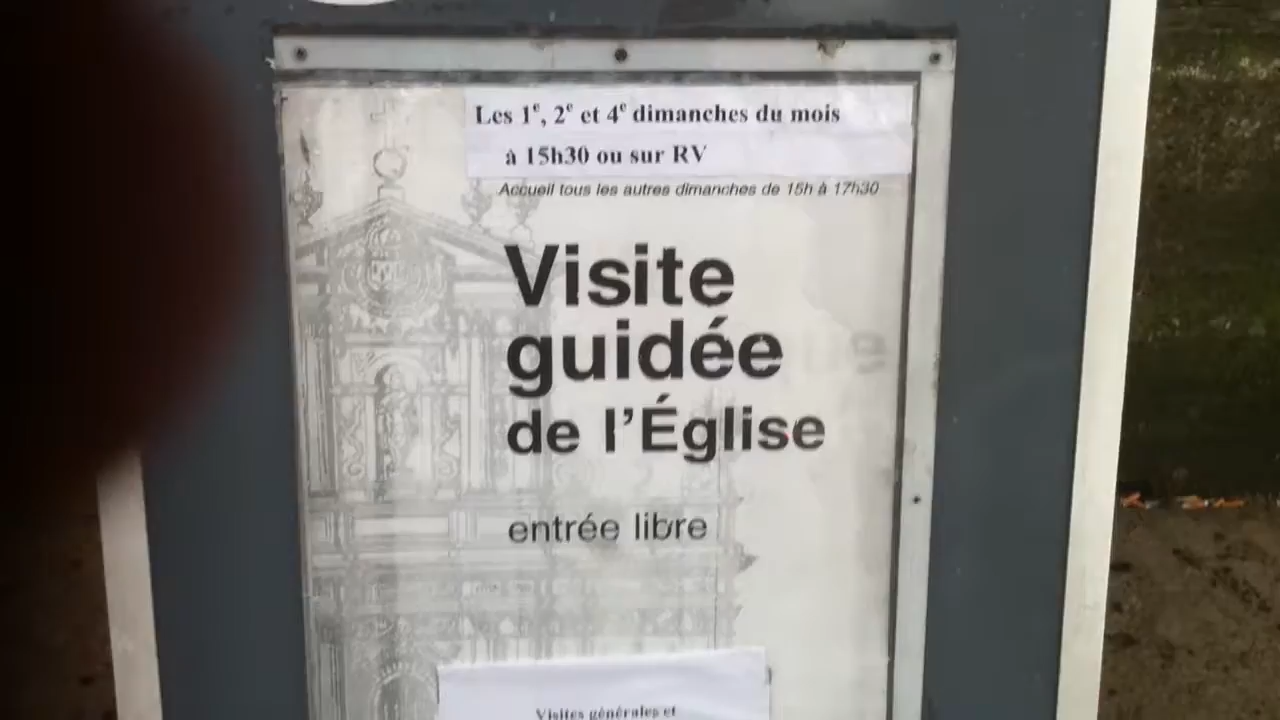 Les 1e, 2e et 4e dimanches du mois
à 15h30 ou sur RV
Accueil tous les autres dimanches de 15h à 17h30
Visite
guidée
de l'Église
entrée libre
Visites générales et